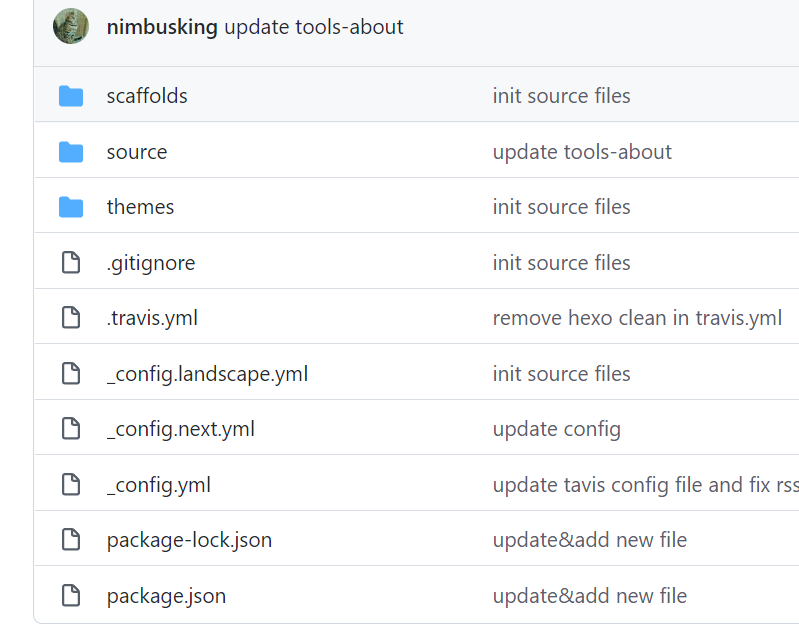 nimbusking update tools-about
scaffolds init source files
source update tools-about
themes init source files
.gitignore init source files
.travis.yml remove hexo clean in travis.yml
_config.landscape.yml init source files
_config.next.yml update config
_config.yml update tavis config file and fix rss
package-lock.json update&add new file
package.json update&add new file